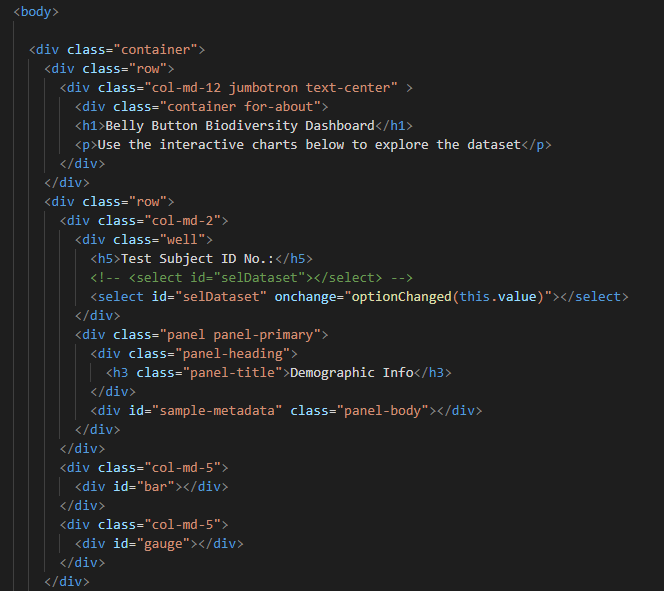 <body>
<div class="container">
<div class="row">
<div class="col-md-12 jumbotron text-center" >
<div class="container for-about">
<h1>Belly Button Biodiversity Dashboard</h1>
<p>Use the interactive charts below to explore the dataset</p>
</div>
</div>
<div class="row">
<div class="col-md-2">
<div class="well">
<h5>Test Subject ID No.:</h5>
<!-- <select id="selDataset"></select> -->
<select id="selDataset" onchange="optionChanged(this.value)"></select>
</div>
<div class="panel panel-primary">
<div class="panel-heading">
<h3 class="panel-title">Demographic Info</h3>
</div>
<div id="sample-metadata" class="panel-body"></div>
</div>
</div>
<div class="col-md-5">
<div id="bar"></div>
</div>
<div class="col-md-5">
<div id="gauge"></div>
</div>
</div>